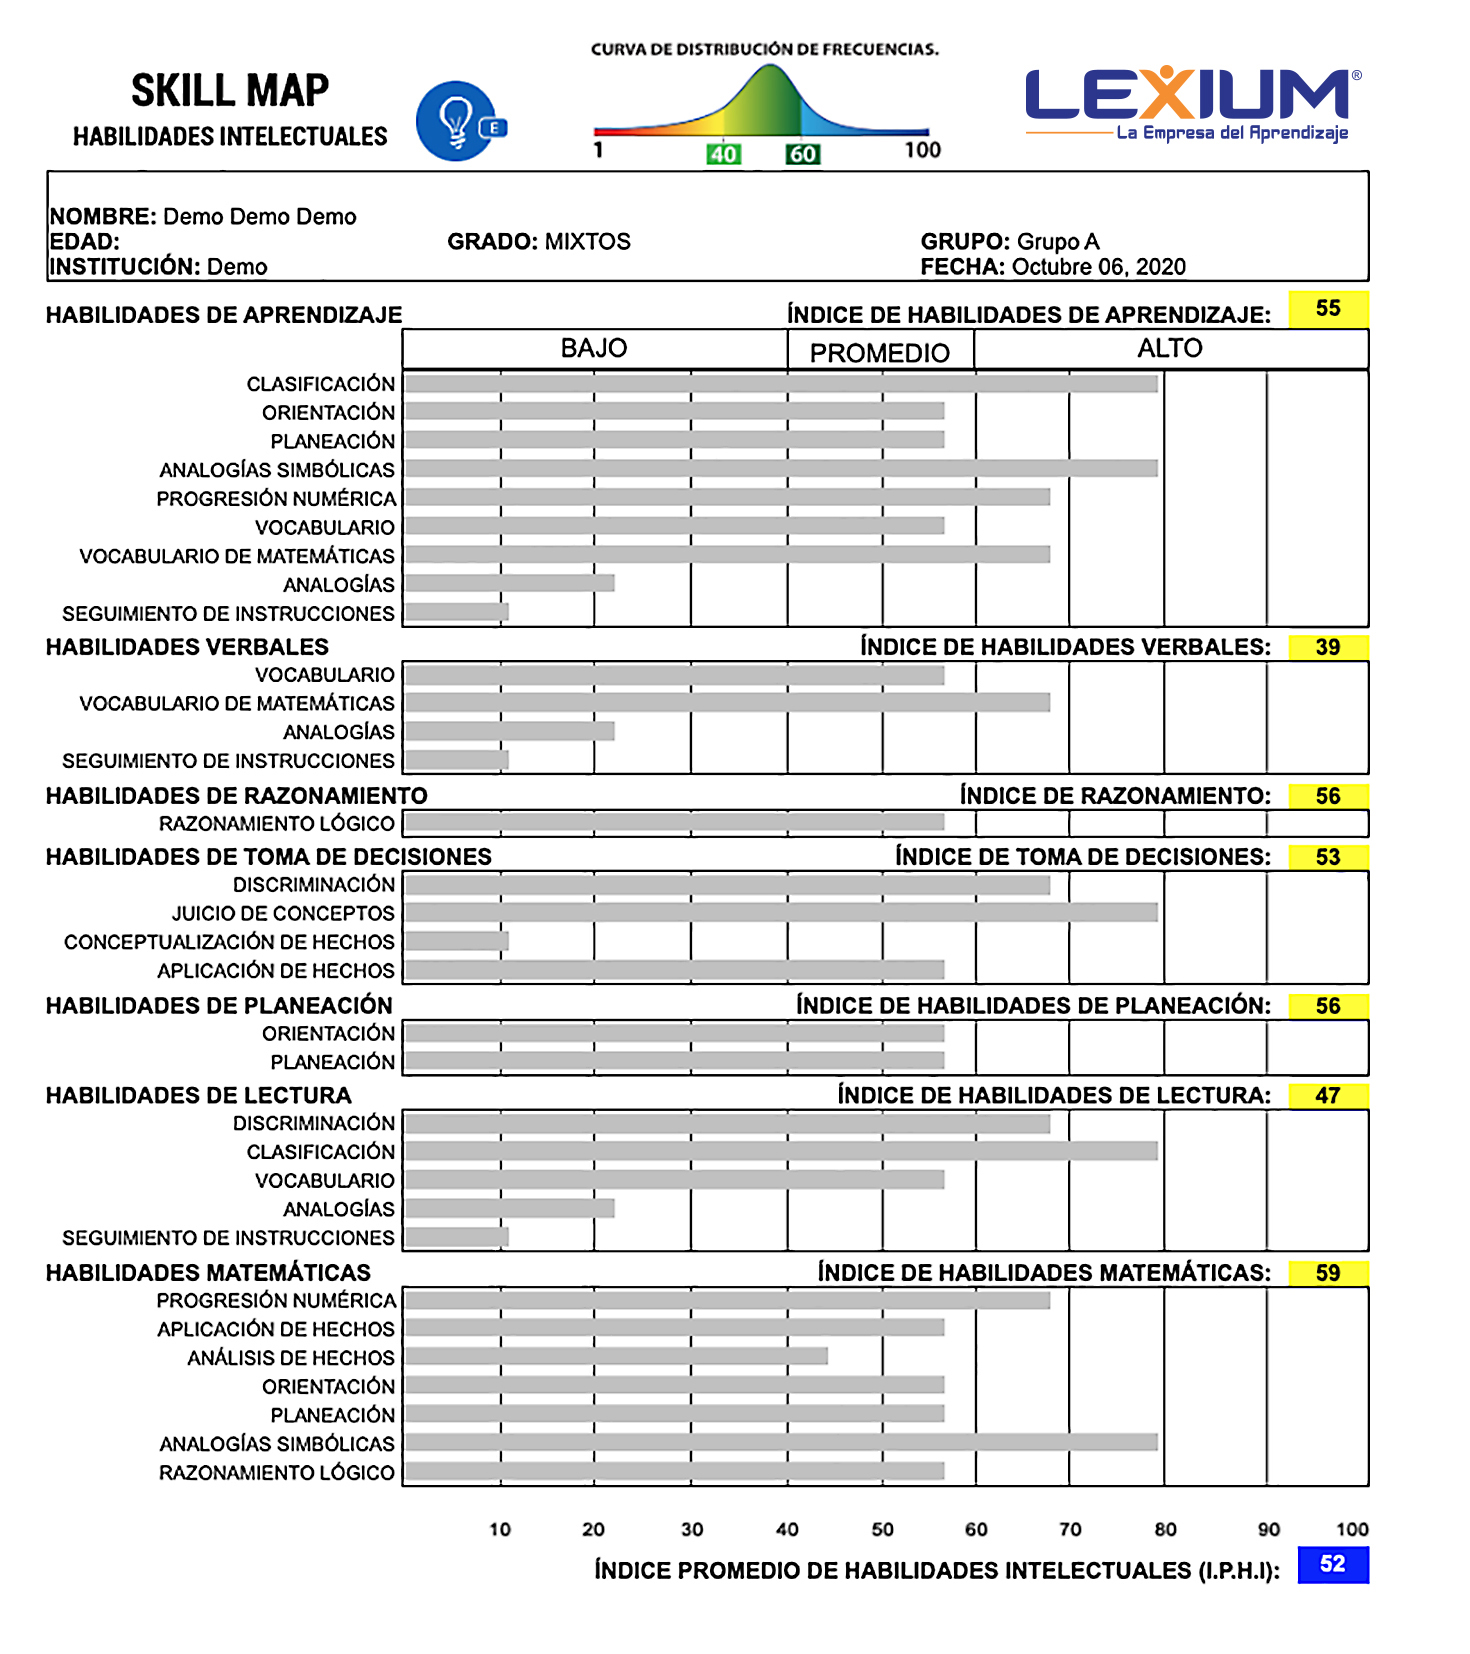 CURVA DE DISTRIBUCIÓN DE FRECUENCIAS.
SKILL MAP
HABILIDADES INTELECTUALES
E
1 40 60 100
LEXIUM®
La Empresa del Aprendizaje
NOMBRE: Demo Demo Demo
EDAD: GRADO: MIXTOS GRUPO: Grupo A
INSTITUCIÓN: Demo FECHA: Octubre 06, 2020
HABILIDADES DE APRENDIZAJE ÍNDICE DE HABILIDADES DE APRENDIZAJE: 55
BAJO PROMEDIO ALTO
CLASIFICACIÓN
ORIENTACIÓN
PLANEACIÓN
ANALOGÍAS SIMBÓLICAS
PROGRESIÓN NUMÉRICA
VOCABULARIO
VOCABULARIO DE MATEMÁTICAS
ANALOGÍAS
SEGUIMIENTO DE INSTRUCCIONES
HABILIDADES VERBALES ÍNDICE DE HABILIDADES VERBALES: 39
VOCABULARIO
VOCABULARIO DE MATEMÁTICAS
ANALOGÍAS
SEGUIMIENTO DE INSTRUCCIONES
HABILIDADES DE RAZONAMIENTO ÍNDICE DE RAZONAMIENTO: 56
RAZONAMIENTO LÓGICO
HABILIDADES DE TOMA DE DECISIONES ÍNDICE DE TOMA DE DECISIONES: 53
DISCRIMINACIÓN
JUICIO DE CONCEPTOS
CONCEPTUALIZACIÓN DE HECHOS
APLICACIÓN DE HECHOS
HABILIDADES DE PLANEACIÓN ÍNDICE DE HABILIDADES DE PLANEACIÓN: 56
ORIENTACIÓN
PLANEACIÓN
HABILIDADES DE LECTURA ÍNDICE DE HABILIDADES DE LECTURA: 47
DISCRIMINACIÓN
CLASIFICACIÓN
VOCABULARIO
ANALOGÍAS
SEGUIMIENTO DE INSTRUCCIONES
HABILIDADES MATEMÁTICAS ÍNDICE DE HABILIDADES MATEMÁTICAS: 59
PROGRESIÓN NUMÉRICA
APLICACIÓN DE HECHOS
ANÁLISIS DE HECHOS
ORIENTACIÓN
PLANEACIÓN
ANALOGÍAS SIMBÓLICAS
RAZONAMIENTO LÓGICO
10 20 30 40 50 60 70 80 90 100
ÍNDICE PROMEDIO DE HABILIDADES INTELECTUALES (I.P.H.I): 52